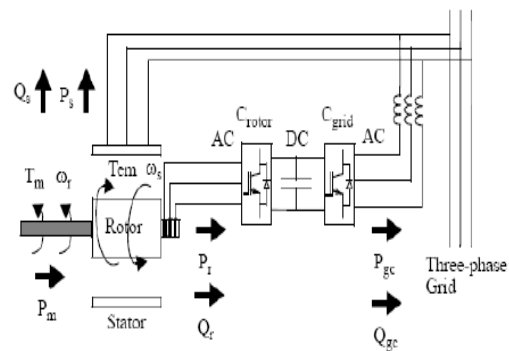 Qs Ps
Crotor Cgrid
AC DC AC
Tm ωr
Tem ωs
Rotor
Pm
Pr
Qr
Pgc
Qgc
Stator
Three-phase
Grid